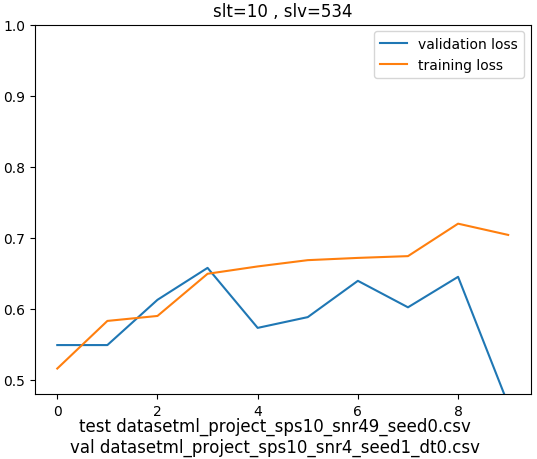 slt=10 , slv=534
validation loss
training loss
1.0
0.9
0.8
0.7
0.6
0.5
0 2 4 6 8
test datasetml_project_sps10_snr49_seed0.csv
val datasetml_project_sps10_snr4_seed1_dt0.csv